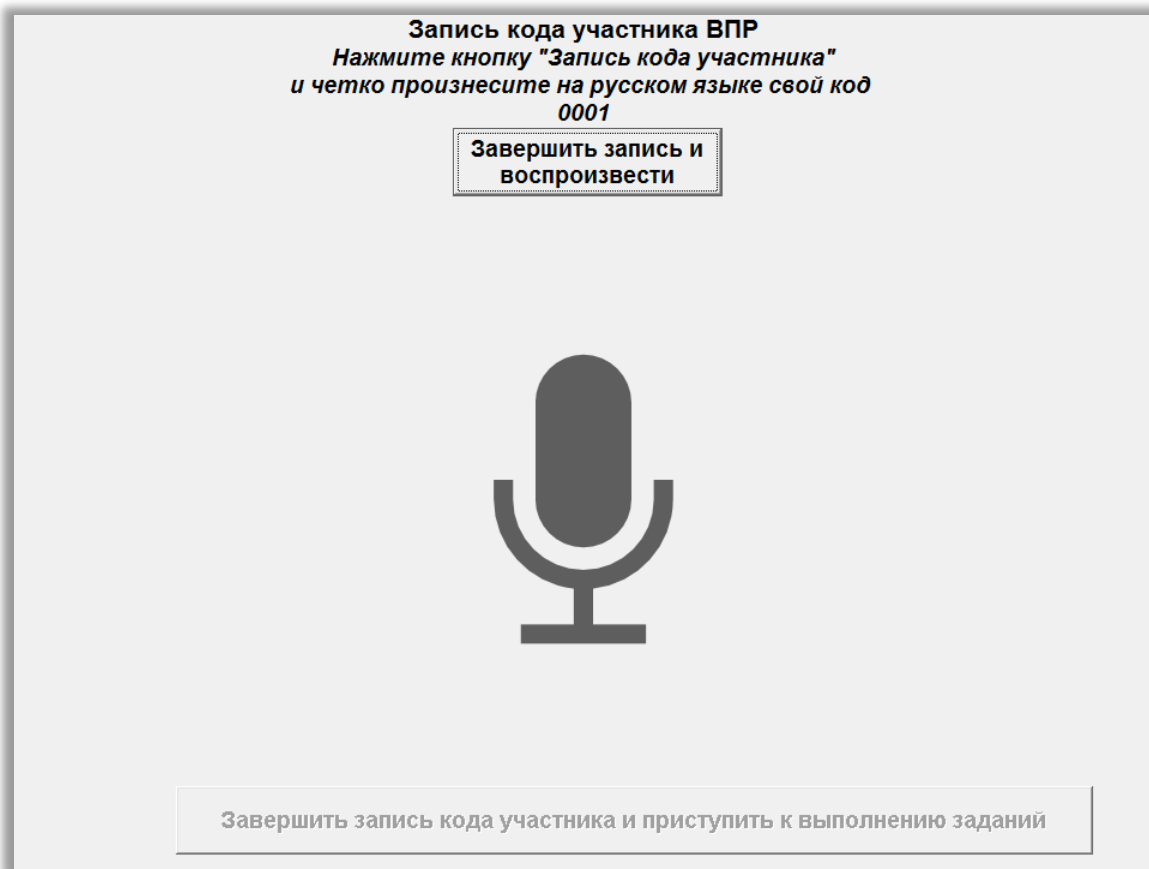 Запись кода участника ВПР
Нажмите кнопку "Запись кода участника"
и четко произнесите на русском языке свой код
0001
Завершить запись и
воспроизвести
Завершить запись кода участника и приступить к выполнению заданий